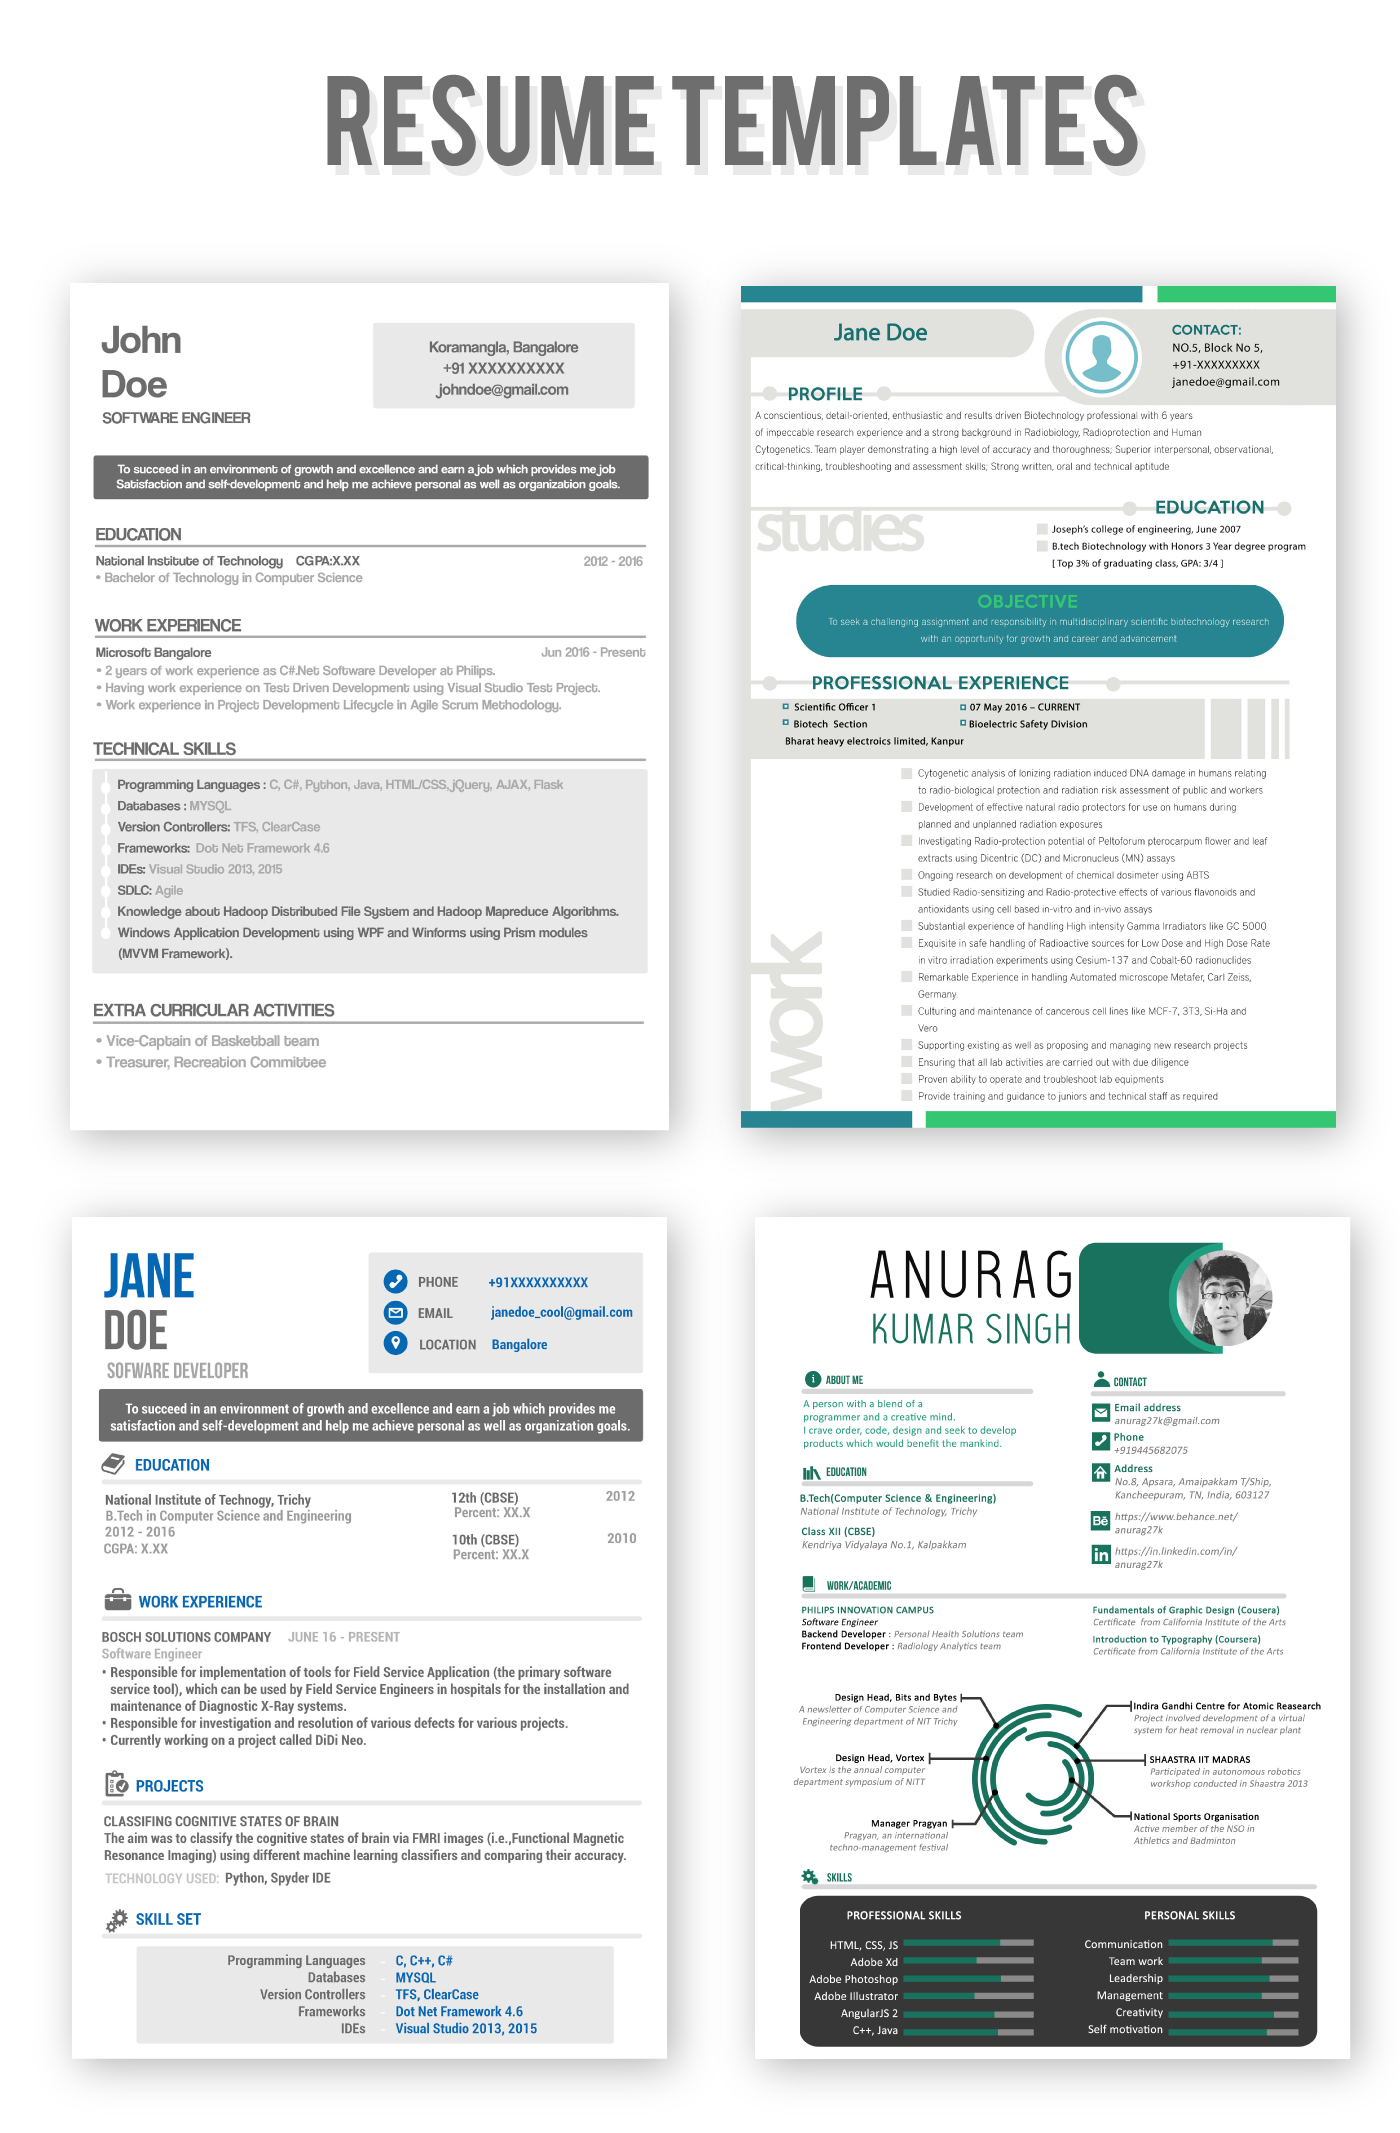 RESUME TEMPLATES
John
Doe
SOFTWARE ENGINEER
Koramangla, Bangalore
+91 XXXXXXXXXX
johndoe@gmail.com
To succeed in an environment of growth and excellence and earn a job which provides me job
Satisfaction and self-development and help me achieve personal as well as organization goals.
EDUCATION
National Institute of Technology CGPA:X.XX 2012 - 2016
• Bachelor of Technology in Computer Science
WORK EXPERIENCE
Microsoft Bangalore Jun 2016 - Present
• 2 years of work experience as C#.Net Software Developer at Philips.
• Having work experience on Test Driven Development using Visual Studio Test Project.
• Work experience in Project Development Lifecycle in Agile Scrum Methodology.
TECHNICAL SKILLS
Programming Languages : C, C#, Python, Java, HTML/CSS,jQuery, AJAX, Flask
Databases : MYSQL
Version Controllers: TFS, ClearCase
Frameworks: Dot Net Framework 4.6
IDEs: Visual Studio 2013, 2015
SDLC: Agile
Knowledge about Hadoop Distributed File System and Hadoop Mapreduce Algorithms.
Windows Application Development using WPF and Winforms using Prism modules
(MVVM Framework).
EXTRA CURRICULAR ACTIVITIES
• Vice-Captain of Basketball team
• Treasurer, Recreation Committee
Jane Doe
CONTACT:
NO.5, Block No 5,
+91-XXXXXXXXX
janedoe@gmail.com
PROFILE
A conscientious, detail-oriented, enthusiastic and results driven Biotechnology professional with 6 years
of impeccable research experience and a strong background in Radiobiology, Radioprotection and Human
Cytogenetics. Team player demonstrating a high level of accuracy and thoroughness; Superior interpersonal, observational,
critical-thinking, troubleshooting and assessment skills; Strong written, oral and technical aptitude
studies
EDUCATION
Joseph's college of engineering, June 2007
B.tech Biotechnology with Honors 3 Year degree program
[ Top 3% of graduating class, GPA: 3/4 ]
OBJECTIVE
To seek a challenging assignment and responsibility in multidisciplinary scientific biotechnology research
with an opportunity for growth and career and advancement
PROFESSIONAL EXPERIENCE
Scientific Officer 1 07 May 2016 – CURRENT
Biotech Section Bioelectric Safety Division
Bharat heavy electroics limited, Kanpur
work
Cytogenetic analysis of Ionizing radiation induced DNA damage in humans relating
to radio-biological protection and radiation risk assessment of public and workers
Development of effective natural radio protectors for use on humans during
planned and unplanned radiation exposures
Investigating Radio-protection potential of Peltoforum pterocarpum flower and leaf
extracts using Dicentric (DC) and Micronucleus (MN) assays
Ongoing research on development of chemical dosimeter using ABTS
Studied Radio-sensitizing and Radio-protective effects of various flavonoids and
antioxidants using cell based in-vitro and in-vivo assays
Substantial experience of handling High intensity Gamma Irradiators like GC 5000
Exquisite in safe handling of Radioactive sources for Low Dose and High Dose Rate
in vitro irradiation experiments using Cesium-137 and Cobalt-60 radionuclides
Remarkable Experience in handling Automated microscope Metafer, Carl Zeiss,
Germany.
Culturing and maintenance of cancerous cell lines like MCF-7, 3T3, Si-Ha and
Vero
Supporting existing as well as proposing and managing new research projects
Ensuring that all lab activities are carried out with due diligence
Proven ability to operate and troubleshoot lab equipments
Provide training and guidance to juniors and technical staff as required
JANE
DOE
SOFWARE DEVELOPER
PHONE +91XXXXXXXXXX
EMAIL janedoe_cool@gmail.com
LOCATION Bangalore
To succeed in an environment of growth and excellence and earn a job which provides me
satisfaction and self-development and help me achieve personal as well as organization goals.
EDUCATION
National Institute of Technogy, Trichy
B.Tech in Computer Science and Engineering
2012 - 2016
CGPA: X.XX
12th (CBSE) 2012
Percent: XX.X
10th (CBSE) 2010
Percent: XX.X
WORK EXPERIENCE
BOSCH SOLUTIONS COMPANY JUNE 16 - PRESENT
Software Engineer
• Responsible for implementation of tools for Field Service Application (the primary software
service tool), which can be used by Field Service Engineers in hospitals for the installation and
maintenance of Diagnostic X-Ray systems.
• Responsible for investigation and resolution of various defects for various projects.
• Currently working on a project called DiDi Neo.
PROJECTS
CLASSIFING COGNITIVE STATES OF BRAIN
The aim was to classify the cognitive states of brain via FMRI images (i.e.,Functional Magnetic
Resonance Imaging) using different machine learning classifiers and comparing their accuracy.
TECHNOLOGY USED: Python, Spyder IDE
SKILL SET
Programming Languages - C, C++, C#
Databases - MYSQL
Version Controllers - TFS, ClearCase
Frameworks - Dot Net Framework 4.6
IDEs - Visual Studio 2013, 2015
ANURAG
KUMAR SINGH
ABOUT ME
A person with a blend of a
programmer and a creative mind.
I crave order, code, design and seek to develop
products which would benefit the mankind.
EDUCATION
B.Tech(Computer Science & Engineering)
National Institute of Technology, Trichy
Class XII (CBSE)
Kendriya Vidyalaya No.1, Kalpakkam
CONTACT
Email address
anurag27k@gmail.com
Phone
+919445682075
Address
No.8, Apsara, Amaipakkam T/Ship,
Kancheepuram, TN, India, 603127
Bē https://www.behance.net/
anurag27k
in https://in.linkedin.com/in/
anurag27k
WORK/ACADEMIC
PHILIPS INNOVATION CAMPUS
Software Engineer
Backend Developer : Personal Health Solutions team
Frontend Developer : Radiology Analytics team
Fundamentals of Graphic Design (Cousera)
Certificate from California Institute of the Arts
Introduction to Typography (Coursera)
Certificate from California Institute of the Arts
Design Head, Bits and Bytes
A newsletter of Computer Science and
Engineering department of NIT Trichy
Design Head, Vortex
Vortex is the annual computer
department symposium of NITT
Manager Pragyan
Pragyan, an international
techno-management festival
Indira Gandhi Centre for Atomic Reasearch
Project involved development of a virtual
system for heat removal in nuclear plant
SHAASTRA IIT MADRAS
Participated in autonomous robotics
workshop conducted in Shaastra 2013
National Sports Organisation
Active member of the NSO in
Athletics and Badminton
SKILLS
PROFESSIONAL SKILLS
HTML, CSS, JS
Adobe Xd
Adobe Photoshop
Adobe Illustrator
AngularJS 2
C++, Java
PERSONAL SKILLS
Communication
Team work
Leadership
Management
Creativity
Self motivation